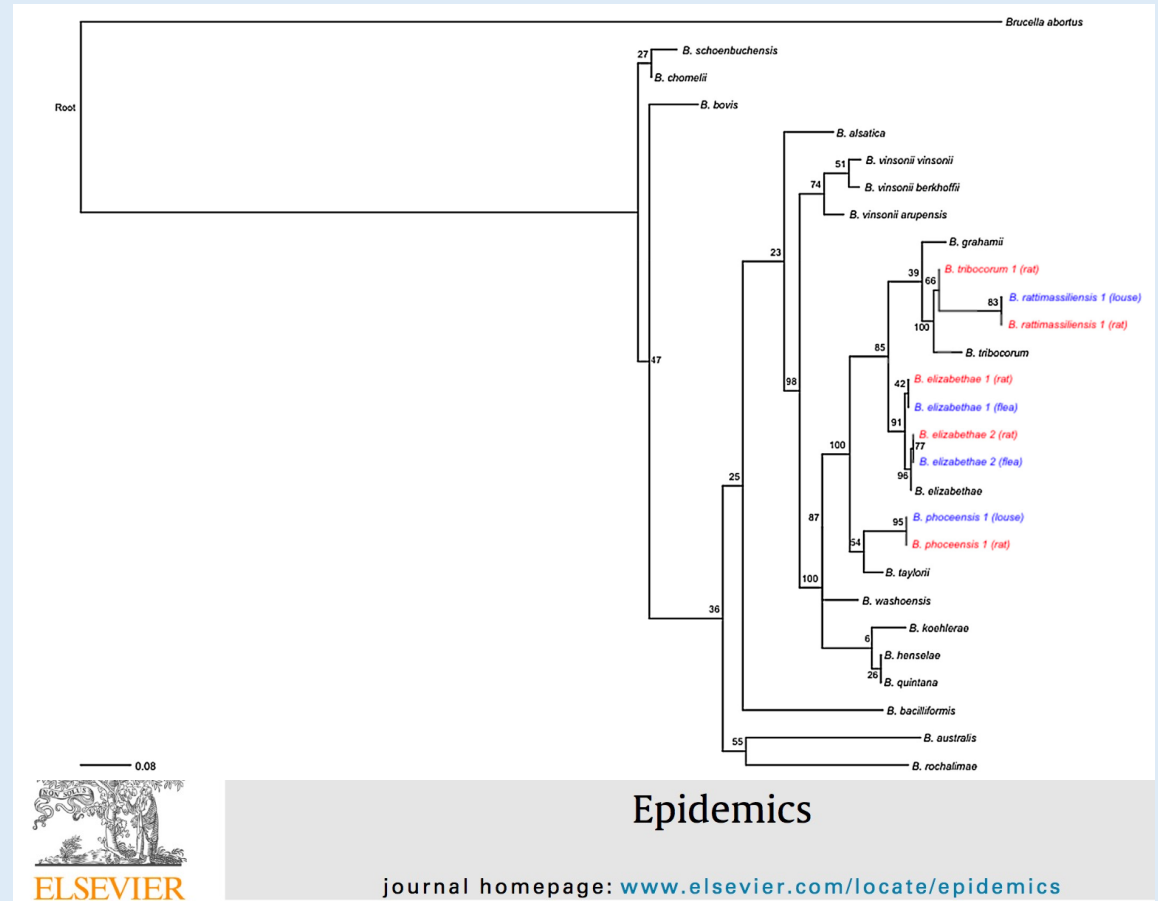 Brucella abortus
27
B. schoenbuchensis
B. chomelii
B. bovis
Root
B. alsatica
51
B. vinsonii vinsonii
74
B. vinsonii berkhoffii
B. vinsonii arupensis
23
B. grahamii
39
66
B. tribocorum 1 (rat)
83
B. rattimassiliensis 1 (louse)
100
B. rattimassiliensis 1 (rat)
85
B. tribocorum
47
98
42
B. elizabethae 1 (rat)
B. elizabethae 1 (flea)
91
B. elizabethae 2 (rat)
100
77
B. elizabethae 2 (flea)
96
25
B. elizabethae
87
95
B. phoceensis 1 (louse)
54
B. phoceensis 1 (rat)
100
B. taylorii
36
B. washoensis
B. koehlerae
6
B. henselae
26
B. quintana
B. bacilliformis
55
B. australis
0.08
B. rochalimae
NON SOLUS
Epidemics
ELSEVIER
journal homepage: www.elsevier.com/locate/epidemics